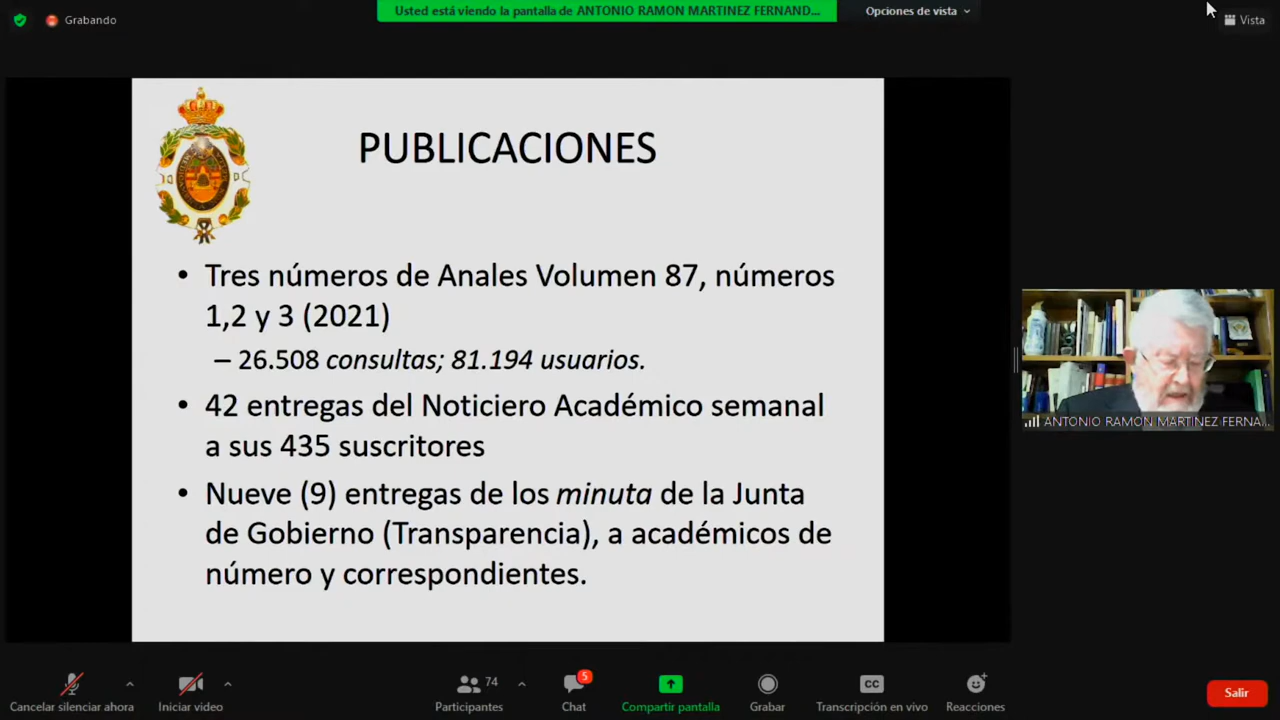 Grabando
Usted está viendo la pantalla de ANTONIO RAMON MARTINEZ FERNAND...
Opciones de vista
Vista
PUBLICACIONES
• Tres números de Anales Volumen 87, números
1,2 y 3 (2021)
– 26.508 consultas; 81.194 usuarios.
• 42 entregas del Noticiero Académico semanal
a sus 435 suscritores
• Nueve (9) entregas de los minuta de la Junta
de Gobierno (Transparencia), a académicos de
número y correspondientes.
ANTONIO RAMON MARTINEZ FERNA...
Cancelar silenciar ahora
Iniciar video
74
Participantes
5
Chat
Compartir pantalla
Grabar
CC
Transcripción en vivo
Reacciones
Salir